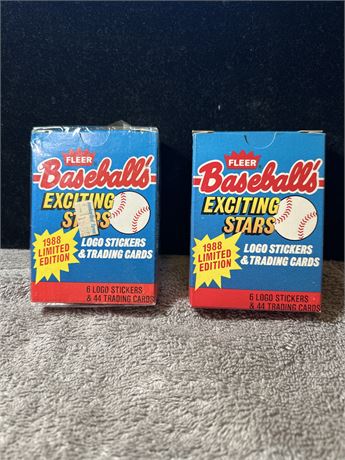 FLEER
Baseball's
EXCITING
STARS
1988
LIMITED
EDITION
LOGO STICKERS
& TRADING CARDS
6 LOGO STICKERS
& 44 TRADING CARDS
FLEER
Baseball's
EXCITING
STARS
1988
LIMITED
EDITION
LOGO STICKERS
& TRADING CARDS
6 LOGO STICKERS
& 44 TRADING CARDS